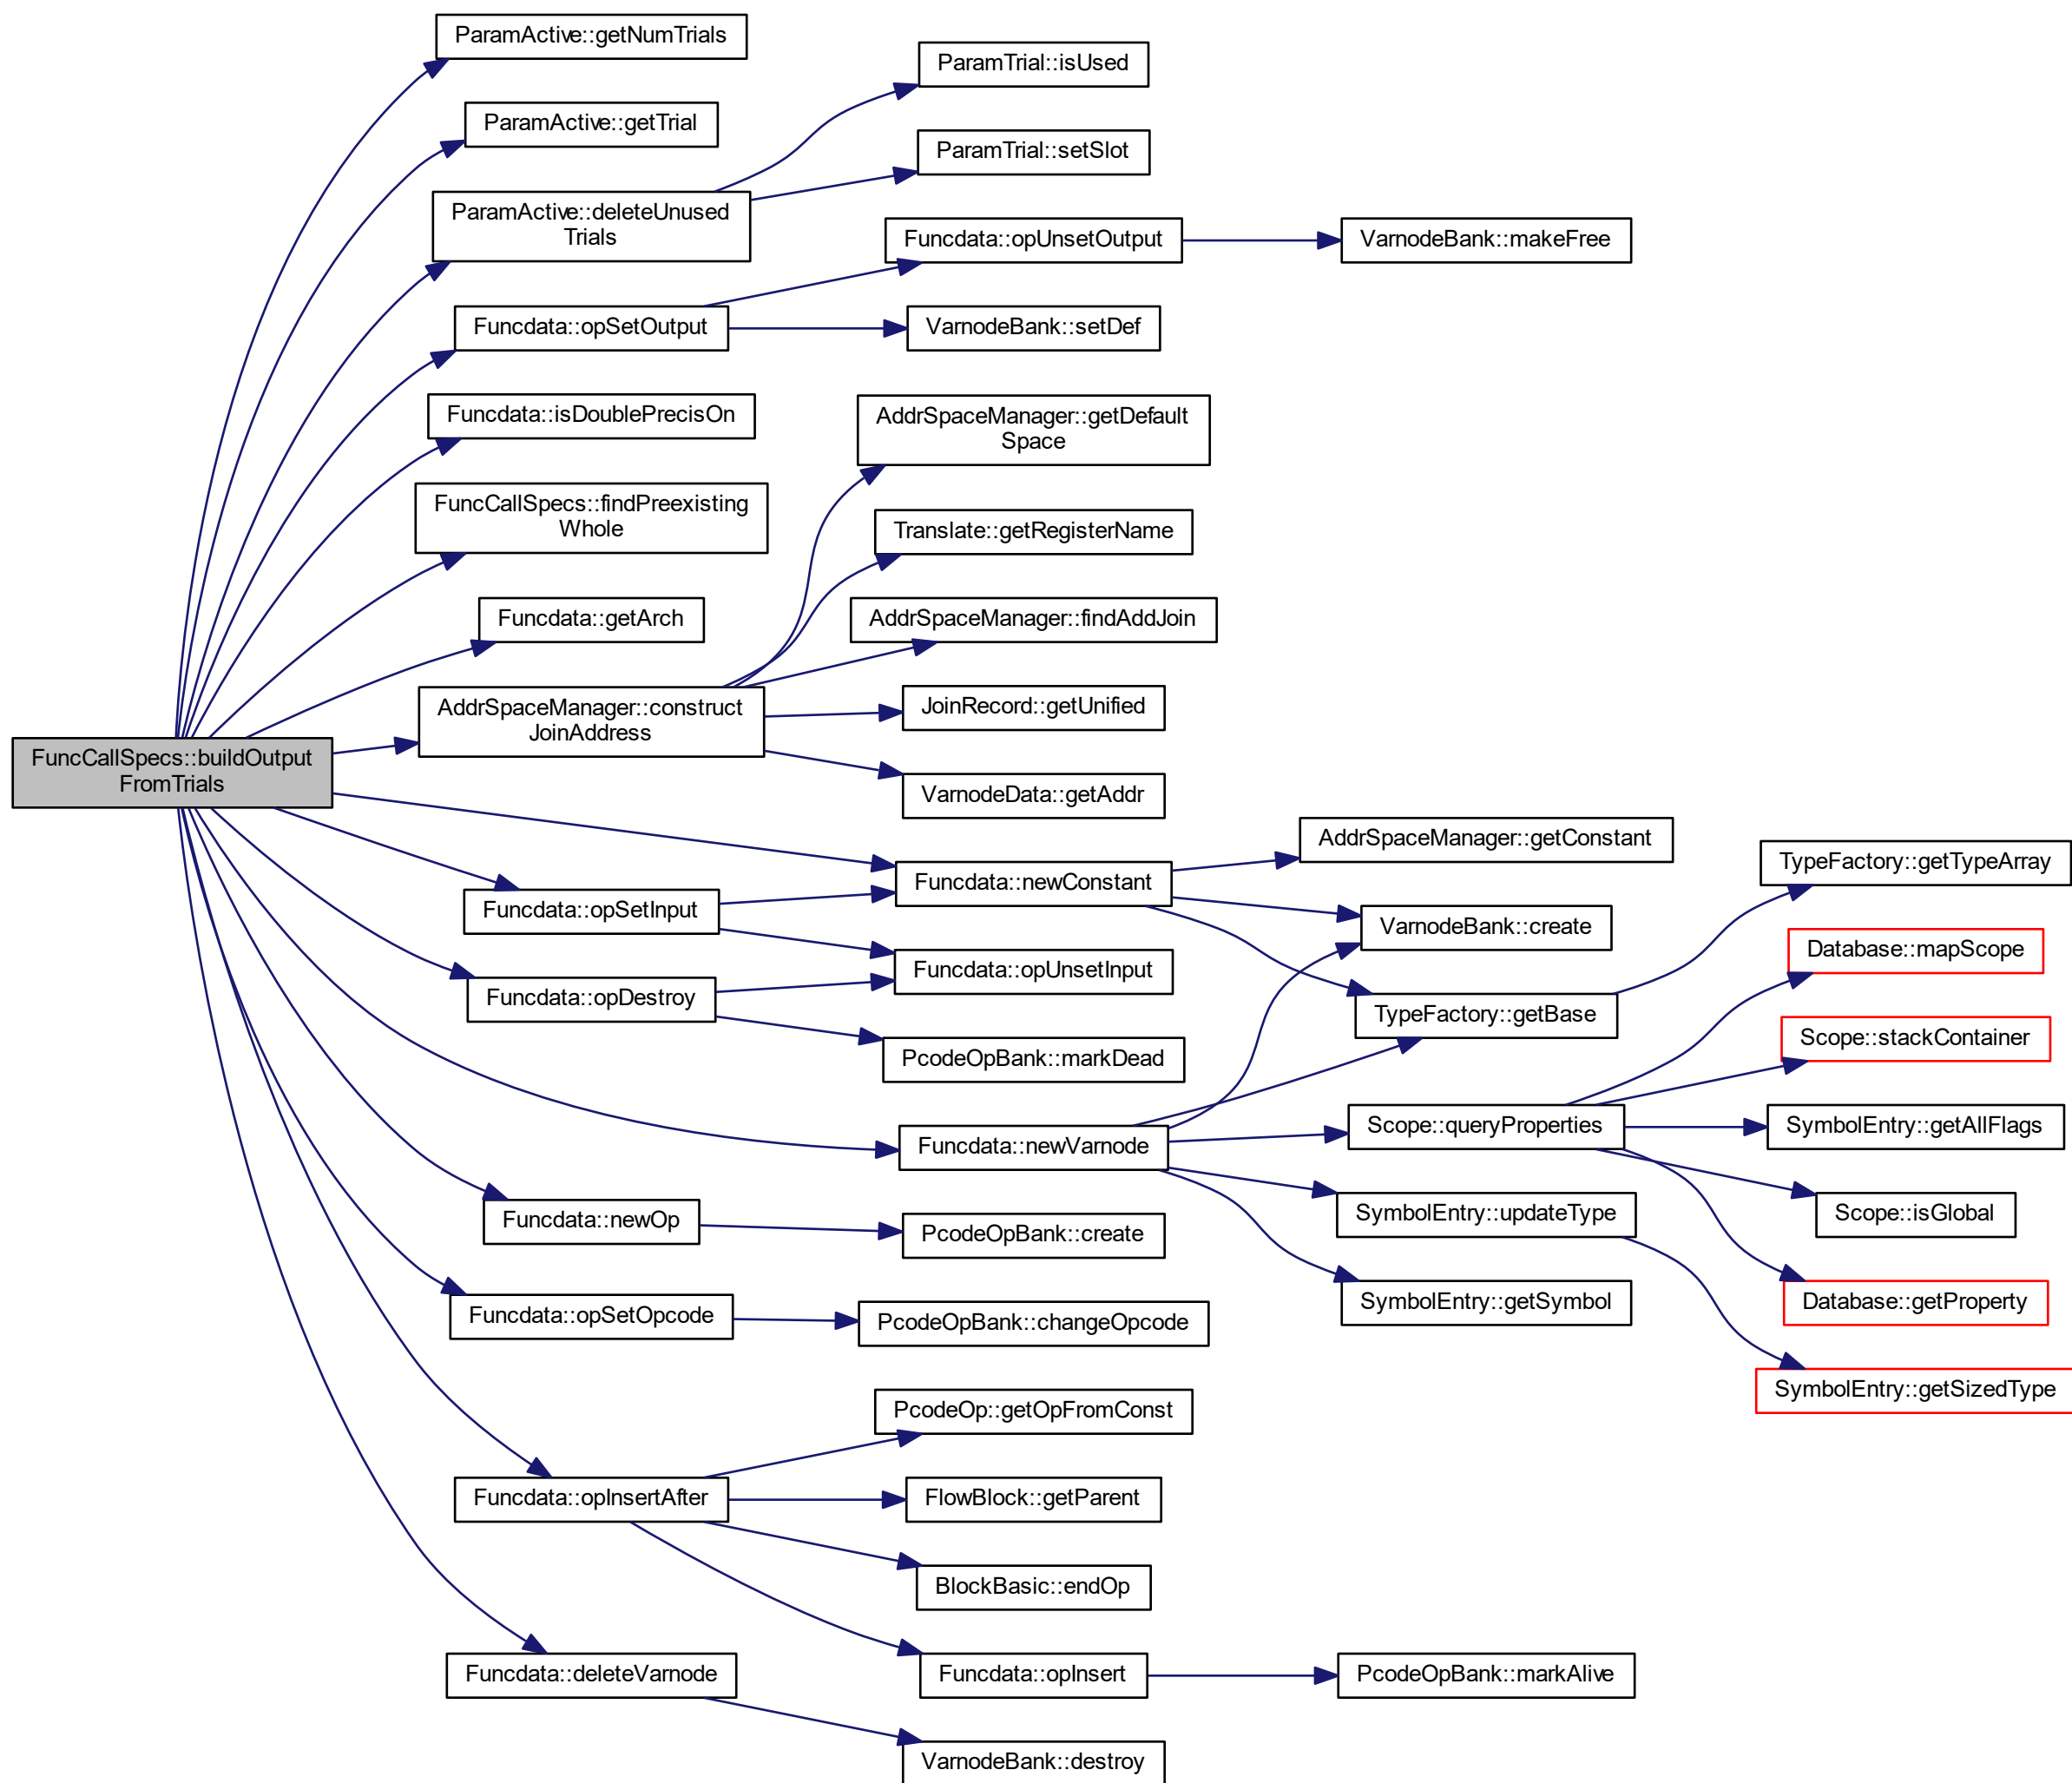 ParamActive::getNumTrials
ParamTrial::isUsed
ParamActive::getTrial
ParamTrial::setSlot
ParamActive::deleteUnused
Trials
Funcdata::opUnsetOutput
VarnodeBank::makeFree
Funcdata::opSetOutput
VarnodeBank::setDef
Funcdata::isDoublePrecisOn
AddrSpaceManager::getDefault
Space
FuncCallSpecs::findPreexisting
Whole
Translate::getRegisterName
Funcdata::getArch
AddrSpaceManager::findAddJoin
AddrSpaceManager::construct
JoinAddress
JoinRecord::getUnified
FuncCallSpecs::buildOutput
FromTrials
VarnodeData::getAddr
AddrSpaceManager::getConstant
TypeFactory::getTypeArray
Funcdata::newConstant
Funcdata::opSetInput
VarnodeBank::create
Database::mapScope
Funcdata::opUnsetInput
Funcdata::opDestroy
TypeFactory::getBase
Scope::stackContainer
PcodeOpBank::markDead
Funcdata::newVarnode
Scope::queryProperties
SymbolEntry::getAllFlags
Funcdata::newOp
PcodeOpBank::create
SymbolEntry::updateType
Scope::isGlobal
Funcdata::opSetOpcode
PcodeOpBank::changeOpcode
SymbolEntry::getSymbol
Database::getProperty
SymbolEntry::getSizedType
PcodeOp::getOpFromConst
Funcdata::opInsertAfter
FlowBlock::getParent
BlockBasic::endOp
Funcdata::deleteVarnode
Funcdata::opInsert
PcodeOpBank::markAlive
VarnodeBank::destroy